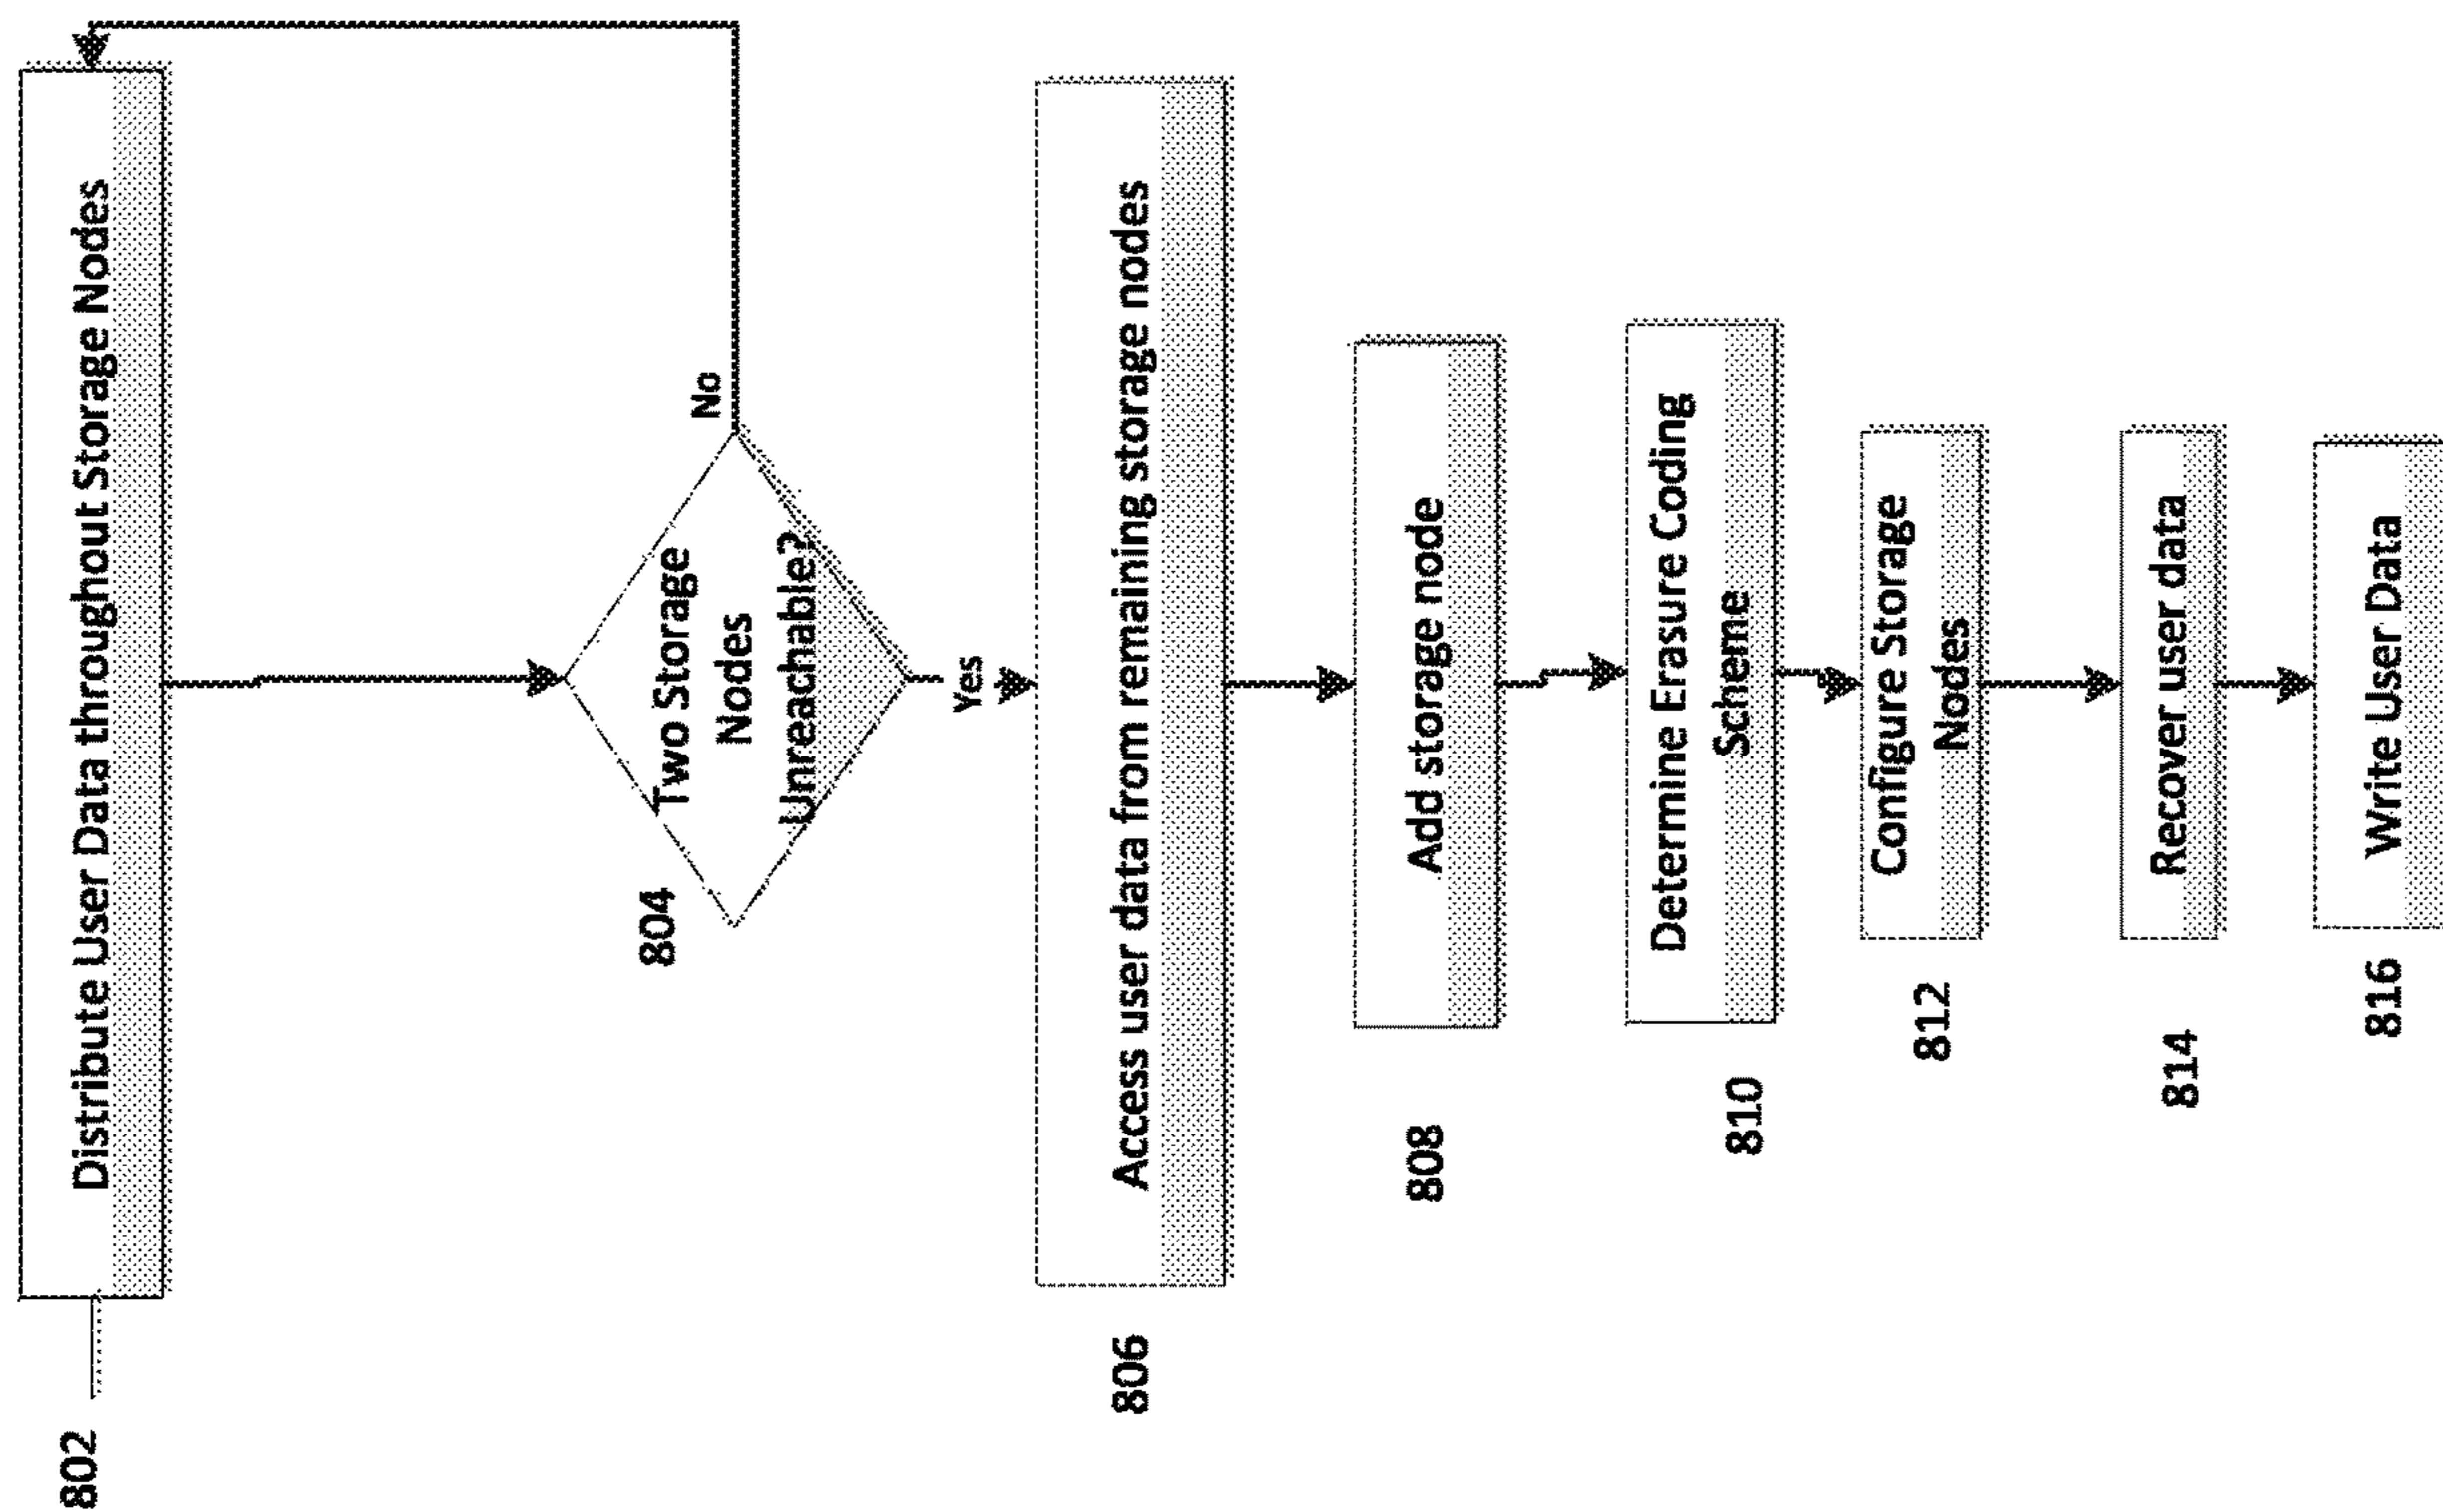 802
Distribute User Data throughout Storage Nodes
804
Two Storage
Nodes
Unreachable?
No
Yes
806
Access user data from remaining storage nodes
808
Add storage node
810
Determine Erasure Coding
Scheme
812
Configure Storage
Nodes
814
Recover user data
816
Write User Data